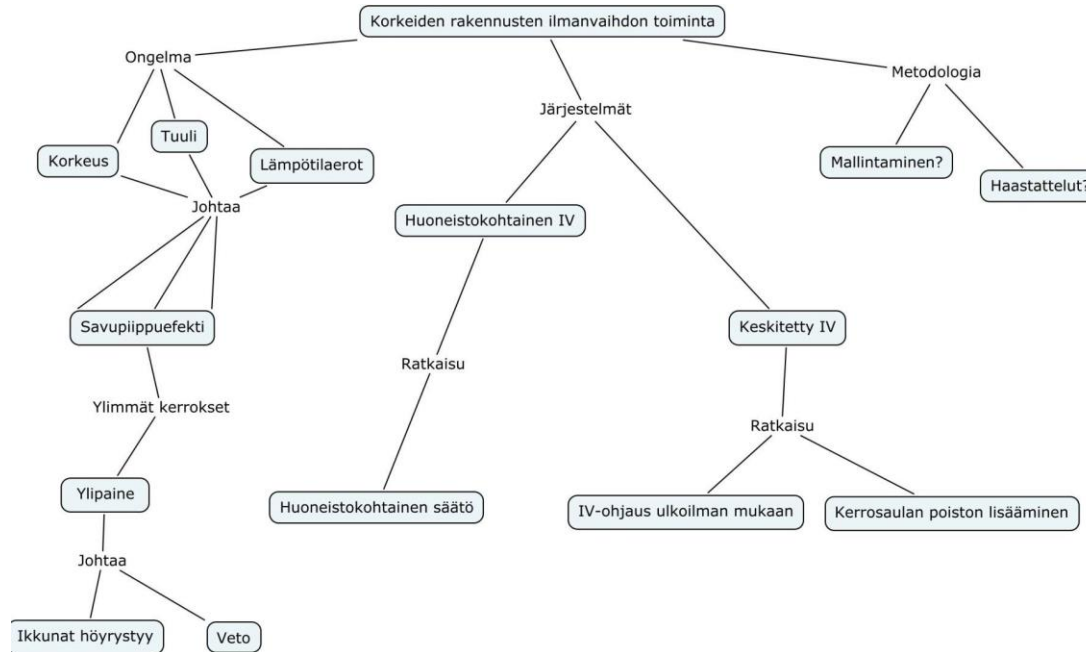 Korkeiden rakennusten ilmanvaihdon toiminta
Ongelma
Metodologia
Järjestelmät
Tuuli
Korkeus
Lämpötilaerot
Mallintaminen?
Haastattelut?
Johtaa
Huoneistokohtainen IV
Savupiippuefekti
Keskitetty IV
Ratkaisu
Ylimmät kerrokset
Ratkaisu
Ylipaine
Huoneistokohtainen säätö
IV-ohjaus ulkoilman mukaan
Kerrosaulan poiston lisääminen
Johtaa
Ikkunat höyrystyy
Veto